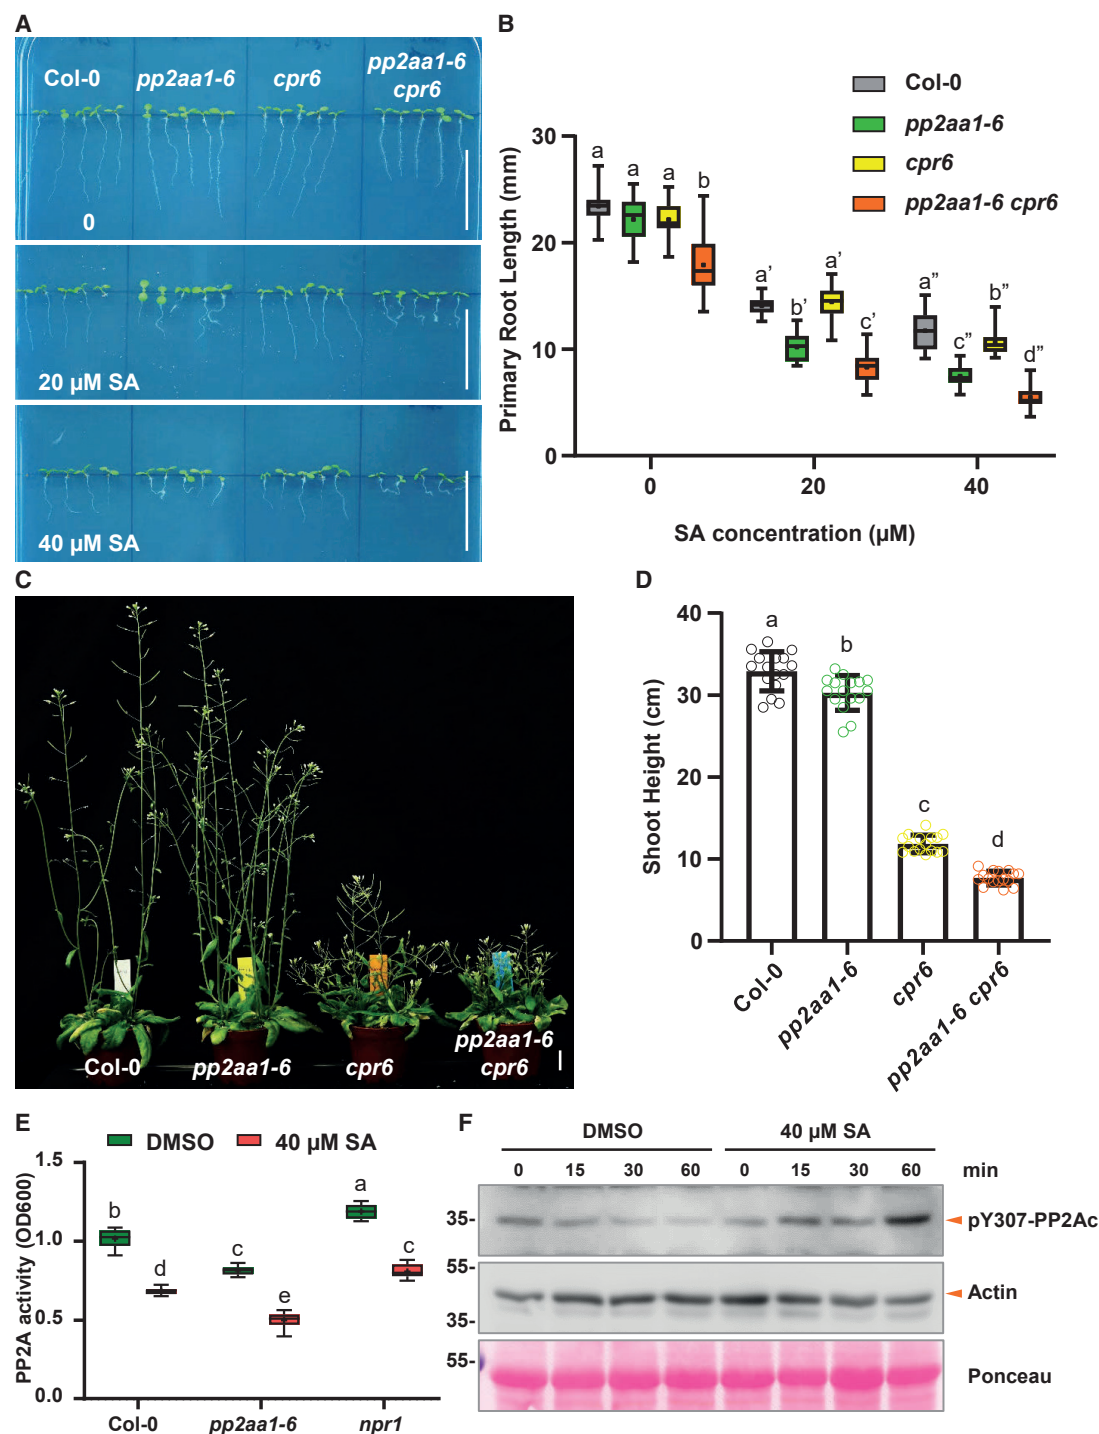 A
Col-0
pp2aa1-6
cpr6
pp2aa1-6
cpr6
0
20 µM SA
40 µM SA
B
Col-0
pp2aa1-6
cpr6
pp2aa1-6 cpr6
Primary Root Length (mm)
30
20
10
0
a
a
a
b
a’
b’
a’
c’
a”
c”
b”
d”
0
20
40
SA concentration (µM)
C
Col-0
pp2aa1-6
cpr6
pp2aa1-6
cpr6
D
Shoot Height (cm)
40
30
20
10
0
a
b
c
d
Col-0
pp2aa1-6
cpr6
pp2aa1-6 cpr6
E
DMSO
40 µM SA
PP2A activity (OD600)
1.5
1.0
0.5
0.0
b
d
c
e
a
c
Col-0
pp2aa1-6
npr1
F
DMSO
40 µM SA
0
15
30
60
0
15
30
60
min
35-
pY307-PP2Ac
55-
Actin
35-
55-
Ponceau